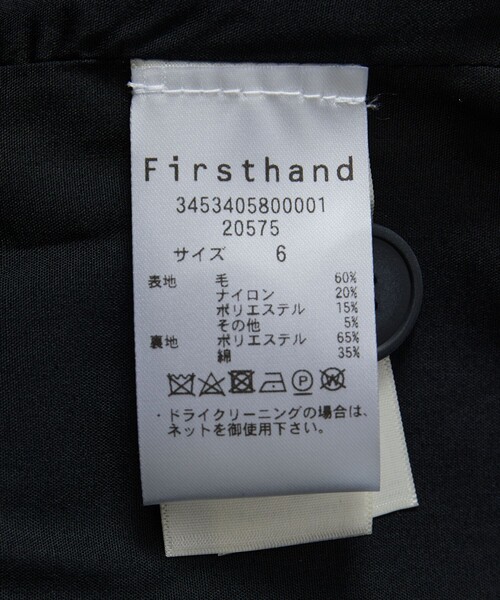 Firsthand
3453405800001
20575
サイズ 6
表地 毛 60%
ナイロン 20%
ポリエステル 15%
その他 5%
裏地 ポリエステル 65%
綿 35%
P W
・ドライクリーニングの場合は、
ネットを御使用下さい。